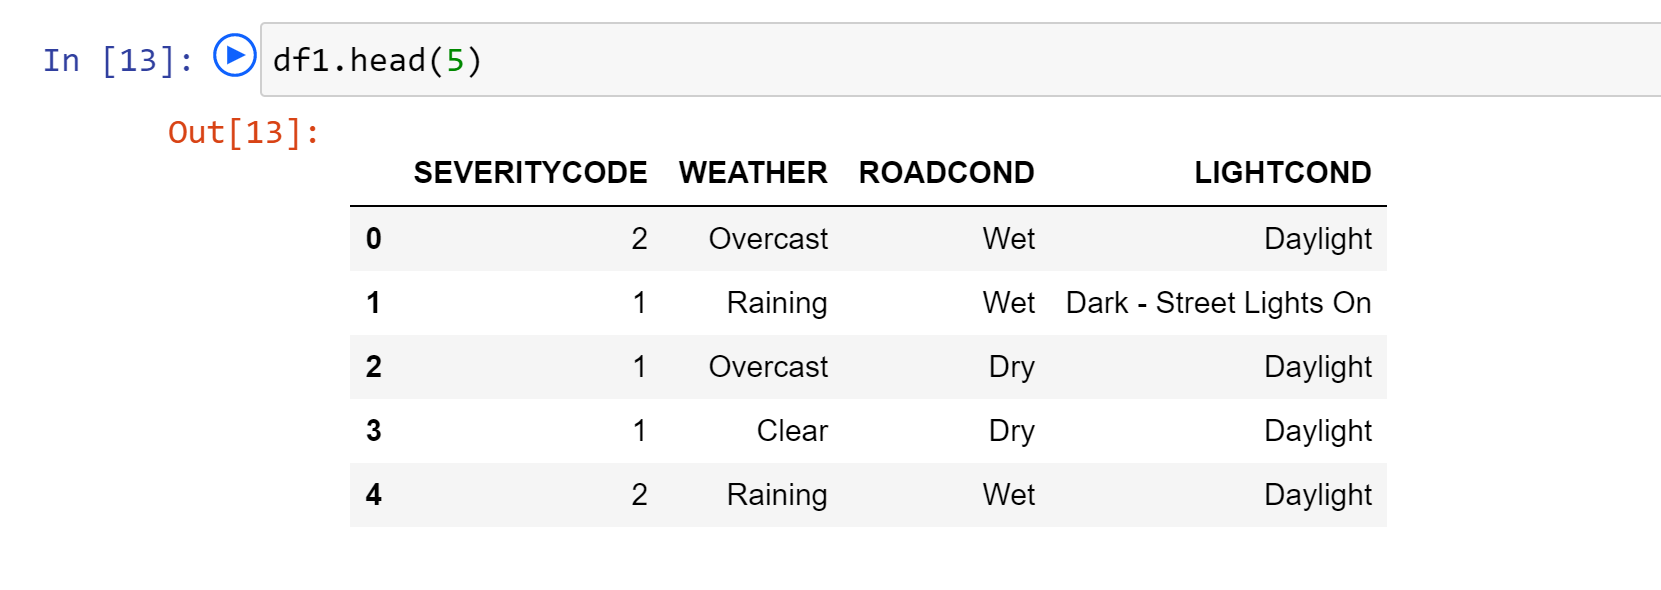 In [13]: df1.head(5)
Out[13]:
SEVERITYCODE WEATHER ROADCOND LIGHTCOND
0 2 Overcast Wet Daylight
1 1 Raining Wet Dark - Street Lights On
2 1 Overcast Dry Daylight
3 1 Clear Dry Daylight
4 2 Raining Wet Daylight